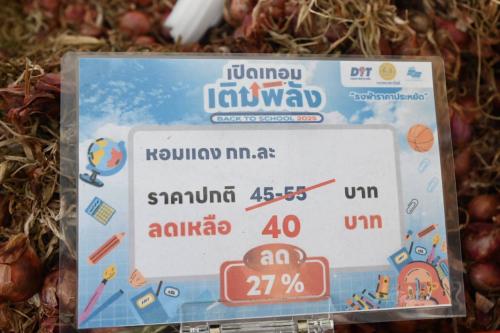 เปิดเทอม
เติมพลัง
BACK TO SCHOOL 2025
DIT
"ธงฟ้าราคาประหยัด"
หอมแดง กก.ละ
ราคาปกติ 45-55 บาท
ลดเหลือ 40 บาท
ลด
27%